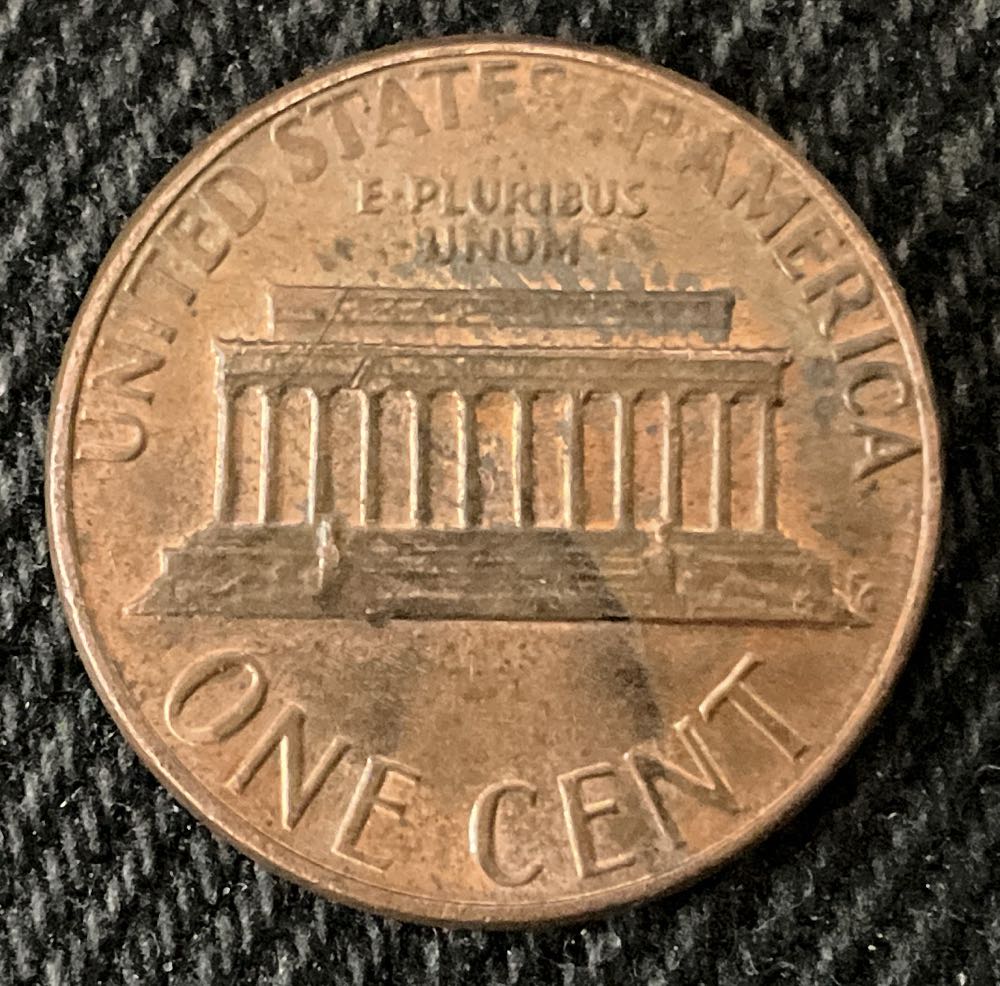 UNITED STATES OF AMERICA
E·PLURIBUS
·UNUM·
ONE CENT